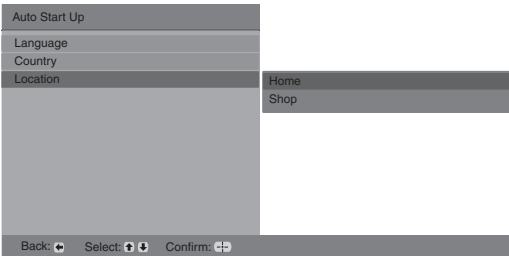 Auto Start Up
Language
Country
Location
Home
Shop
Back: Select: Confirm: